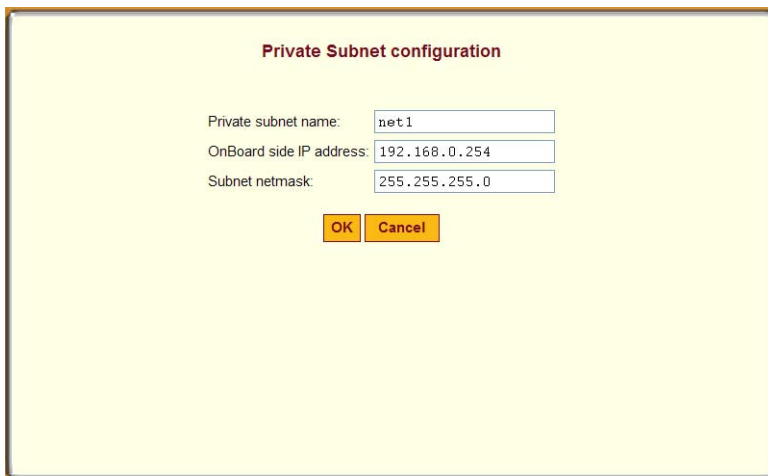 Private Subnet configuration
Private subnet name: net1
OnBoard side IP address: 192.168.0.254
Subnet netmask: 255.255.255.0
OK Cancel